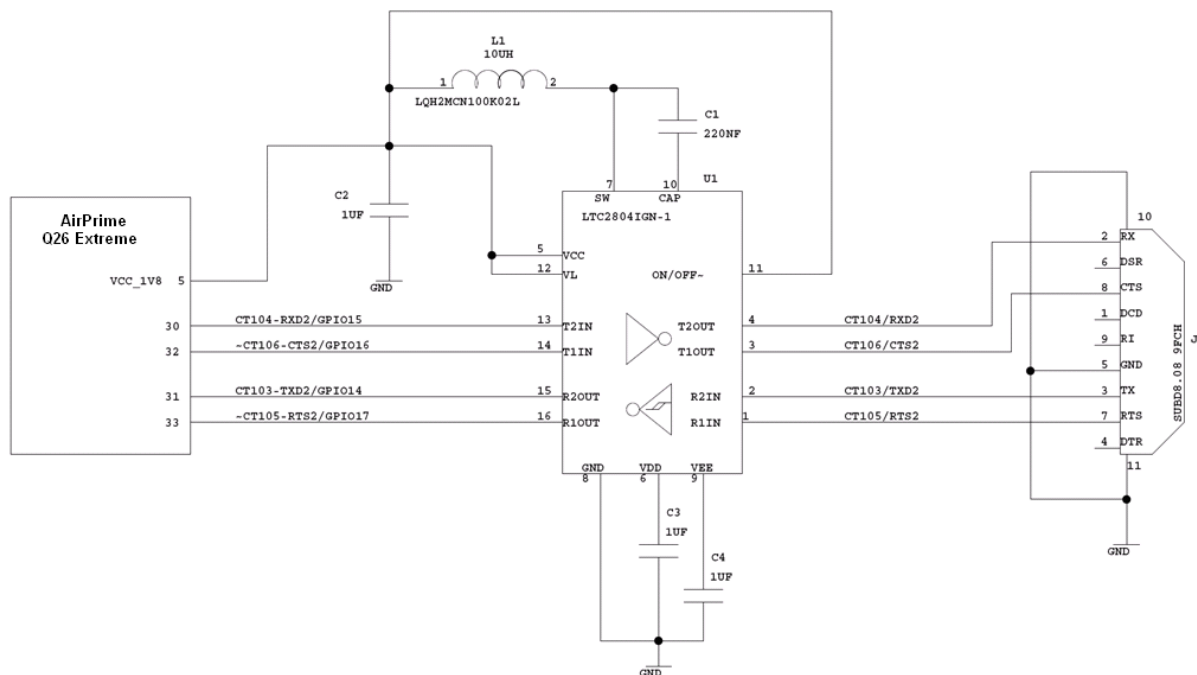 L1
10UH
1
2
LQH2MCN100K02L
C1
220NF
C2
1UF
GND
AirPrime
Q26 Extreme
VCC_1V8 5
30
32
31
33
CT104-RXD2/GPIO15
~CT106-CTS2/GPIO16
CT103-TXD2/GPIO14
~CT105-RTS2/GPIO17
U1
7
10
SW
CAP
LTC2804IGN-1
5
VCC
12
VL
ON/OFF~
11
13
T2IN
T2OUT
4
14
T1IN
T1OUT
3
15
R2OUT
R2IN
2
16
R1OUT
R1IN
1
GND
VDD
VEE
8
6
9
C3
1UF
C4
1UF
GND
CT104/RXD2
CT106/CTS2
CT103/TXD2
CT105/RTS2
10
2
RX
6
DSR
8
CTS
1
DCD
9
RI
5
GND
3
TX
7
RTS
4
DTR
11
SUBD8.08 9FCH
J
GND